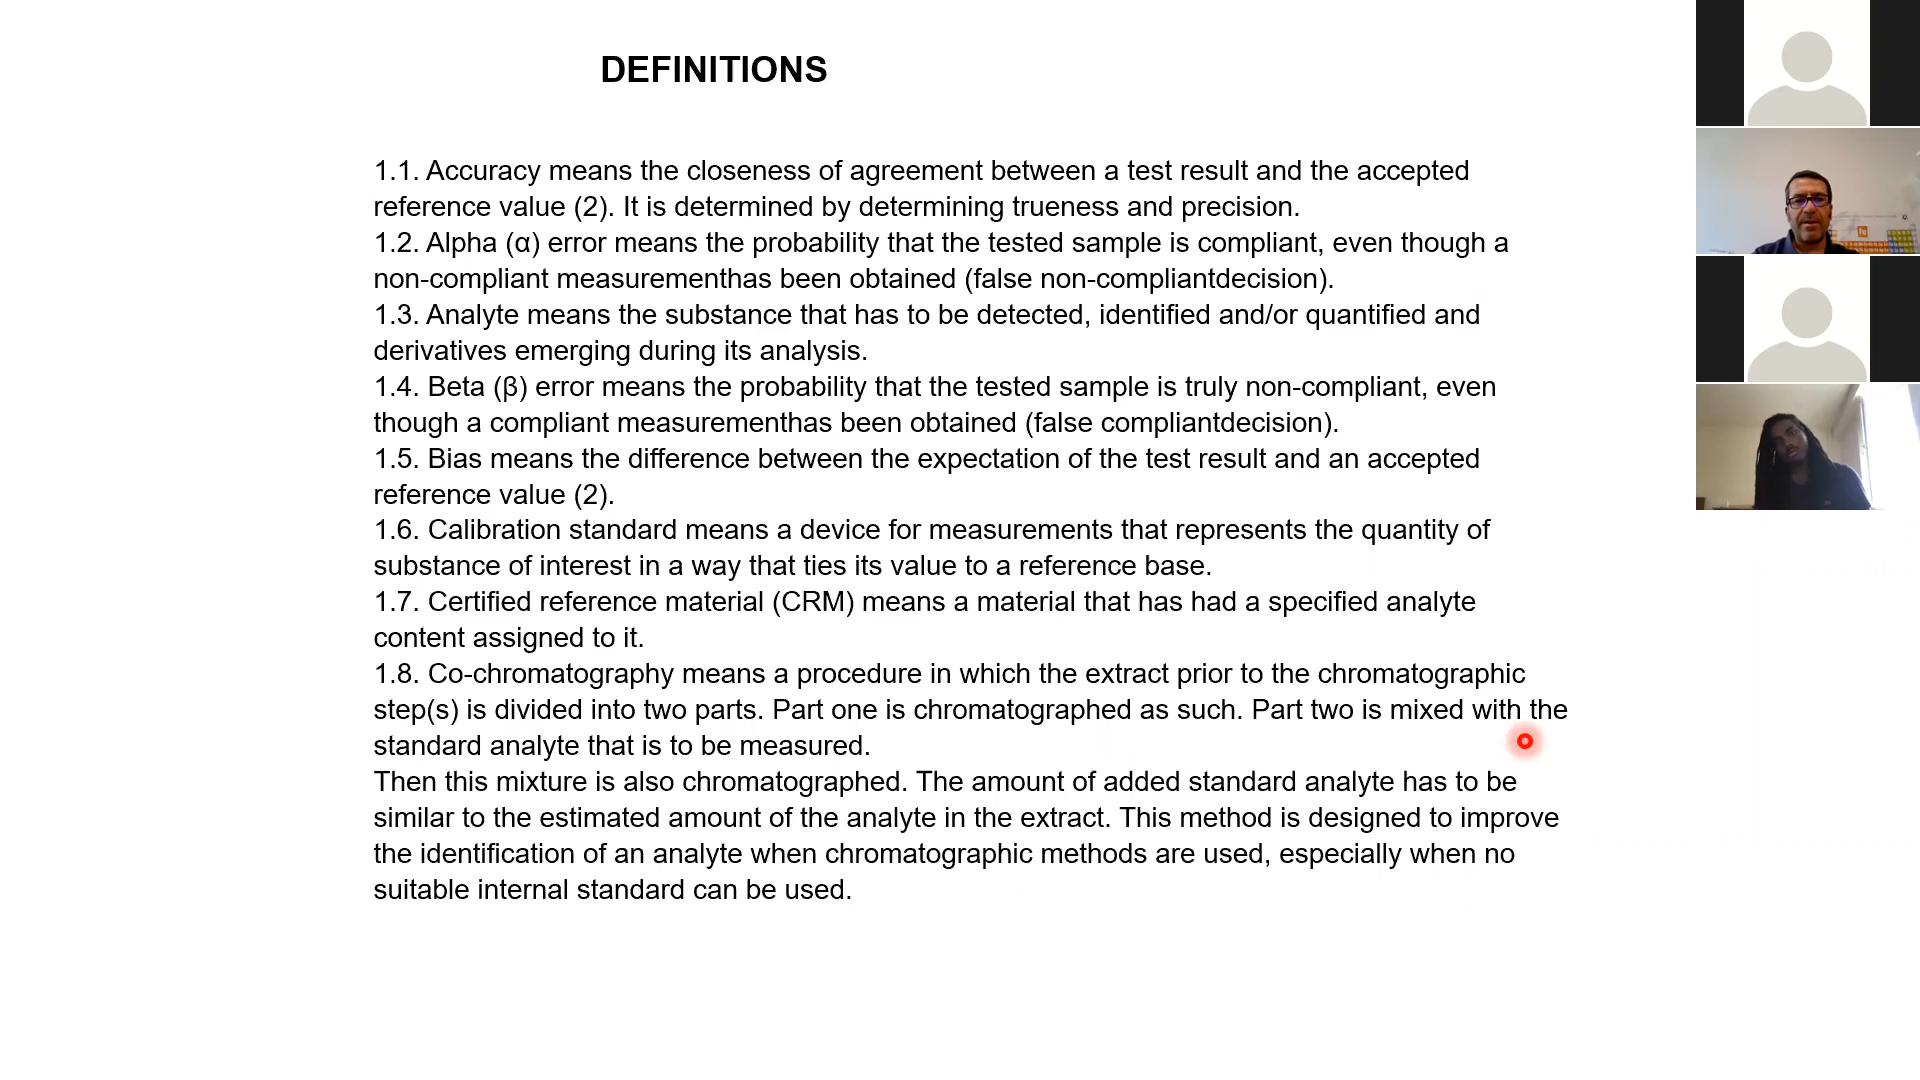 DEFINITIONS
1.1. Accuracy means the closeness of agreement between a test result and the accepted
reference value (2). It is determined by determining trueness and precision.
1.2. Alpha (α) error means the probability that the tested sample is compliant, even though a
non-compliant measurementhas been obtained (false non-compliantdecision).
1.3. Analyte means the substance that has to be detected, identified and/or quantified and
derivatives emerging during its analysis.
1.4. Beta (β) error means the probability that the tested sample is truly non-compliant, even
though a compliant measurementhas been obtained (false compliantdecision).
1.5. Bias means the difference between the expectation of the test result and an accepted
reference value (2).
1.6. Calibration standard means a device for measurements that represents the quantity of
substance of interest in a way that ties its value to a reference base.
1.7. Certified reference material (CRM) means a material that has had a specified analyte
content assigned to it.
1.8. Co-chromatography means a procedure in which the extract prior to the chromatographic
step(s) is divided into two parts. Part one is chromatographed as such. Part two is mixed with the
standard analyte that is to be measured.
Then this mixture is also chromatographed. The amount of added standard analyte has to be
similar to the estimated amount of the analyte in the extract. This method is designed to improve
the identification of an analyte when chromatographic methods are used, especially when no
suitable internal standard can be used.